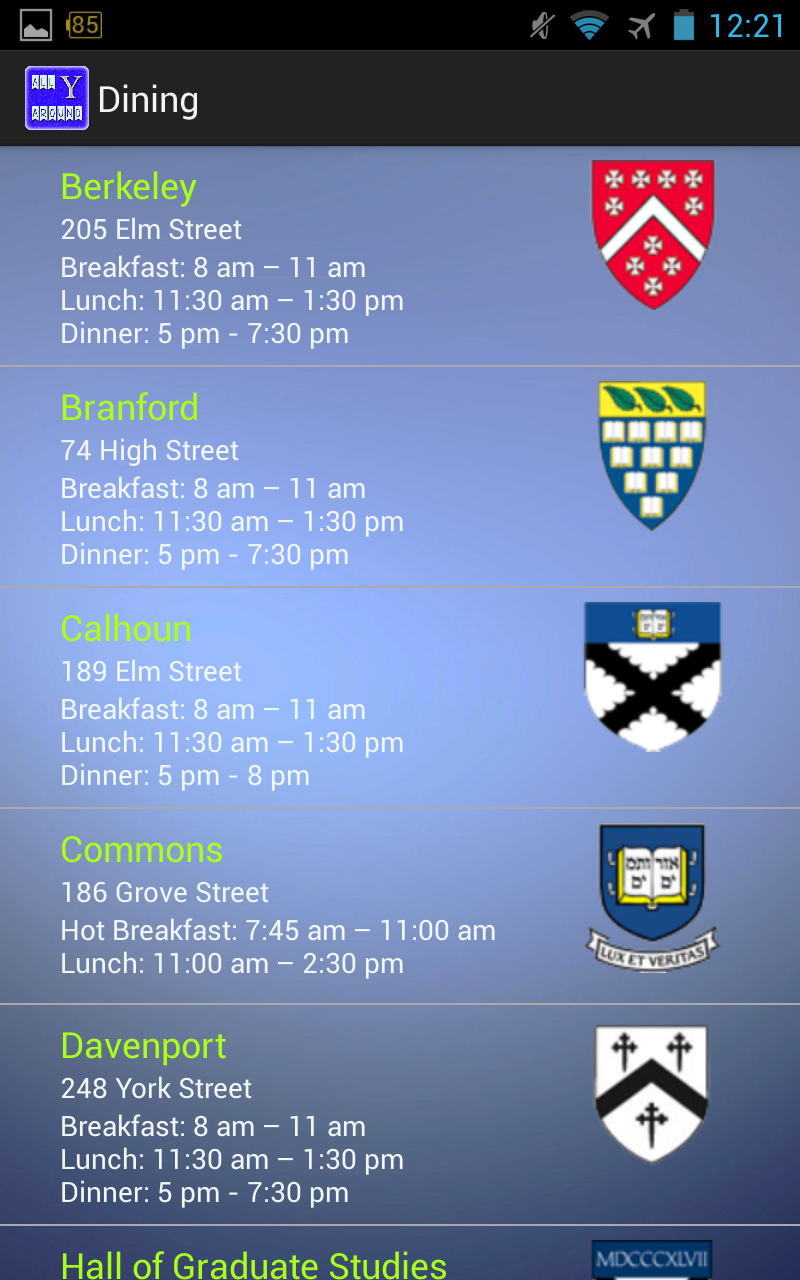 85
12:21
ALL Y
AROUND
Dining
Berkeley
205 Elm Street
Breakfast: 8 am – 11 am
Lunch: 11:30 am – 1:30 pm
Dinner: 5 pm - 7:30 pm
Branford
74 High Street
Breakfast: 8 am – 11 am
Lunch: 11:30 am – 1:30 pm
Dinner: 5 pm - 7:30 pm
Calhoun
189 Elm Street
Breakfast: 8 am – 11 am
Lunch: 11:30 am – 1:30 pm
Dinner: 5 pm - 8 pm
Commons
186 Grove Street
Hot Breakfast: 7:45 am – 11:00 am
Lunch: 11:00 am – 2:30 pm
אורים
ותמים
LUX ET VERITAS
Davenport
248 York Street
Breakfast: 8 am – 11 am
Lunch: 11:30 am – 1:30 pm
Dinner: 5 pm - 7:30 pm
Hall of Graduate Studies
MDCCCXLVII